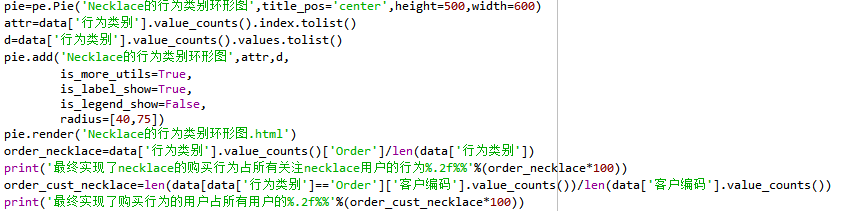 pie=pe.Pie('Necklace的行为类别环形图',title_pos='center',height=500,width=600)
attr=data['行为类别'].value_counts().index.tolist()
d=data['行为类别'].value_counts().values.tolist()
pie.add('Necklace的行为类别环形图',attr,d,
        is_more_utils=True,
        is_label_show=True,
        is_legend_show=False,
        radius=[40,75])
pie.render('Necklace的行为类别环形图.html')
order_necklace=data['行为类别'].value_counts()['Order']/len(data['行为类别'])
print('最终实现了necklace的购买行为占所有关注necklace用户的行为%.2f%%'%(order_necklace*100))
order_cust_necklace=len(data[data['行为类别']=='Order']['客户编码'].value_counts())/len(data['客户编码'].value_counts())
print('最终实现了购买行为的用户占所有用户的%.2f%%'%(order_cust_necklace*100))